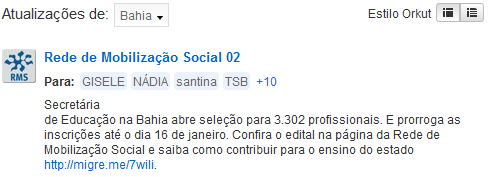 Atualizações de: Bahia
Estilo Orkut
Rede de Mobilização Social 02
RMS
Para: GISELE NÁDIA santina TSB +10
Secretária
de Educação na Bahia abre seleção para 3.302 profissionais. E prorroga as
inscrições até o dia 16 de janeiro. Confira o edital na página da Rede de
Mobilização Social e saiba como contribuir para o ensino do estado
http://migre.me/7wili.